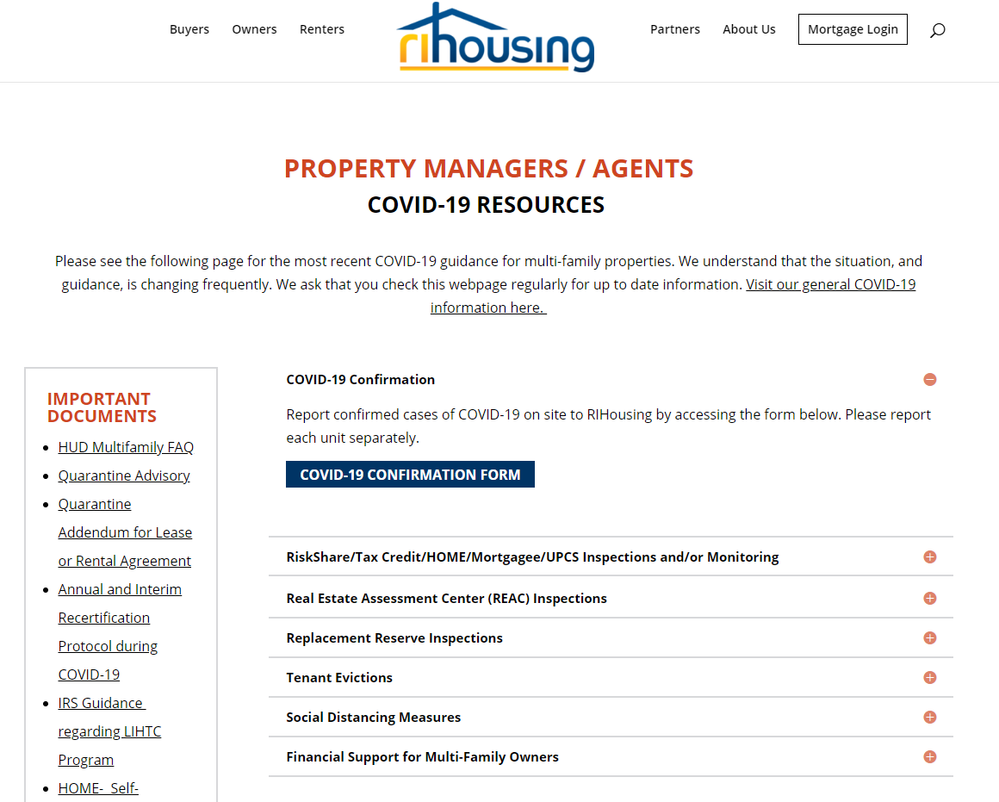 Buyers
Owners
Renters
rihousing
Partners
About Us
Mortgage Login
PROPERTY MANAGERS / AGENTS
COVID-19 RESOURCES
Please see the following page for the most recent COVID-19 guidance for multi-family properties. We understand that the situation, and
guidance, is changing frequently. We ask that you check this webpage regularly for up to date information. Visit our general COVID-19
information here.
IMPORTANT
DOCUMENTS
HUD Multifamily FAQ
Quarantine Advisory
Quarantine
Addendum for Lease
or Rental Agreement
Annual and Interim
Recertification
Protocol during
COVID-19
IRS Guidance
regarding LIHTC
Program
HOME- Self-
COVID-19 Confirmation
Report confirmed cases of COVID-19 on site to RIHousing by accessing the form below. Please report
each unit separately.
COVID-19 CONFIRMATION FORM
RiskShare/Tax Credit/HOME/Mortgagee/UPCS Inspections and/or Monitoring
Real Estate Assessment Center (REAC) Inspections
Replacement Reserve Inspections
Tenant Evictions
Social Distancing Measures
Financial Support for Multi-Family Owners